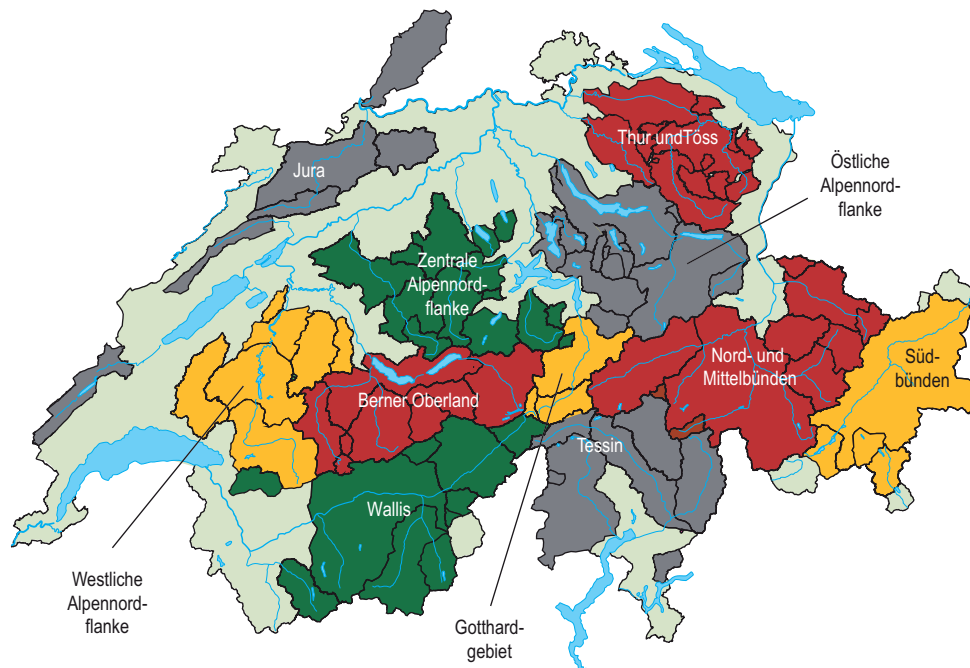 Thur undTöss
Jura
Östliche
Alpennord-
flanke
Zentrale
Alpennord-
flanke
Nord- und
Mittelbünden
Süd-
bünden
Berner Oberland
Tessin
Wallis
Westliche
Alpennord-
flanke
Gotthard-
gebiet